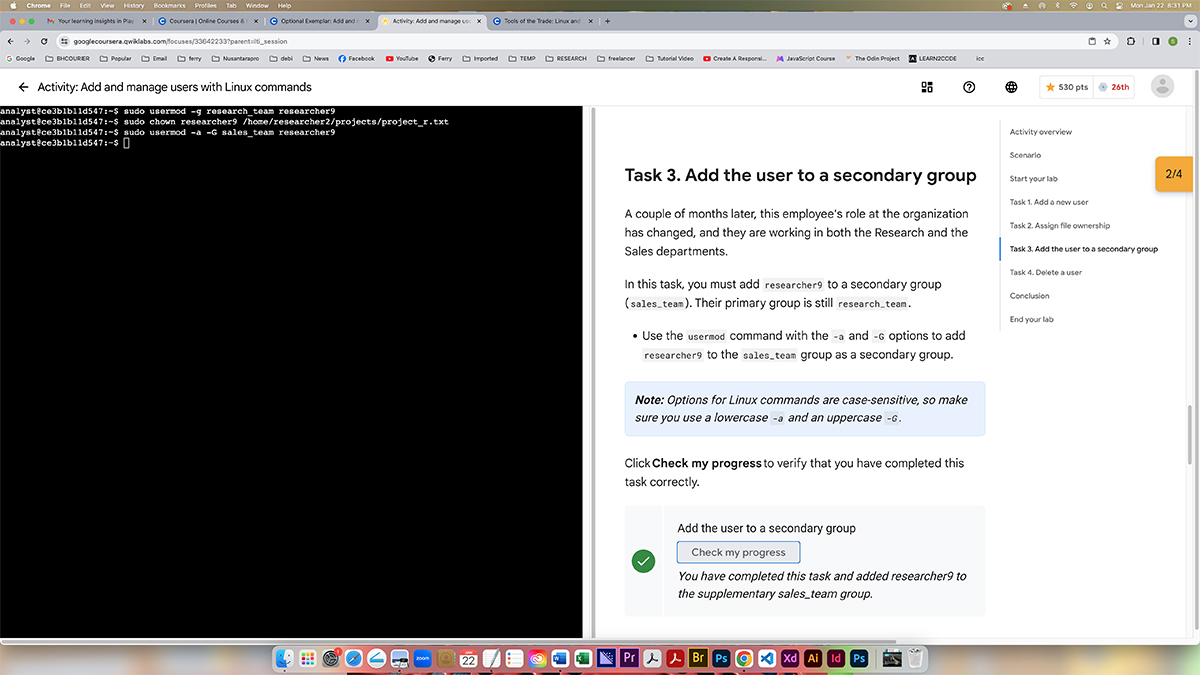 Chrome File Edit View History Bookmarks Profiles Tab Window Help
Mon Jan 22 8:31 PM
Your learning insights in Play
Coursera | Online Courses &
Optional Exemplar: Add and
Activity: Add and manage use
Tools of the Trade: Linux and
googlecoursera.qwiklabs.com/focuses/33642233?parent=lti_session
Google BHCOURIER Popular Email ferry Nusantarapro debi News Facebook YouTube Ferry Imported TEMP RESEARCH freelancer Tutorial Video Create A Responsi... JavaScript Course The Odin Project LEARN2CODE icc
Activity: Add and manage users with Linux commands
530 pts 26th
analyst@ce3b1b11d547:~$ sudo usermod -g research_team researcher9
analyst@ce3b1b11d547:~$ sudo chown researcher9 /home/researcher2/projects/project_r.txt
analyst@ce3b1b11d547:~$ sudo usermod -a -G sales_team researcher9
analyst@ce3b1b11d547:~$
Task 3. Add the user to a secondary group
A couple of months later, this employee's role at the organization
has changed, and they are working in both the Research and the
Sales departments.
In this task, you must add researcher9 to a secondary group
(sales_team). Their primary group is still research_team.
• Use the usermod command with the -a and -G options to add
researcher9 to the sales_team group as a secondary group.
Note: Options for Linux commands are case-sensitive, so make
sure you use a lowercase -a and an uppercase -G.
Click Check my progress to verify that you have completed this
task correctly.
Add the user to a secondary group
Check my progress
You have completed this task and added researcher9 to
the supplementary sales_team group.
Activity overview
Scenario
Start your lab
Task 1. Add a new user
Task 2. Assign file ownership
Task 3. Add the user to a secondary group
Task 4. Delete a user
Conclusion
End your lab
2/4
zoom
22
Pr
Br
Ps
Xd
Ai
Id
Ps